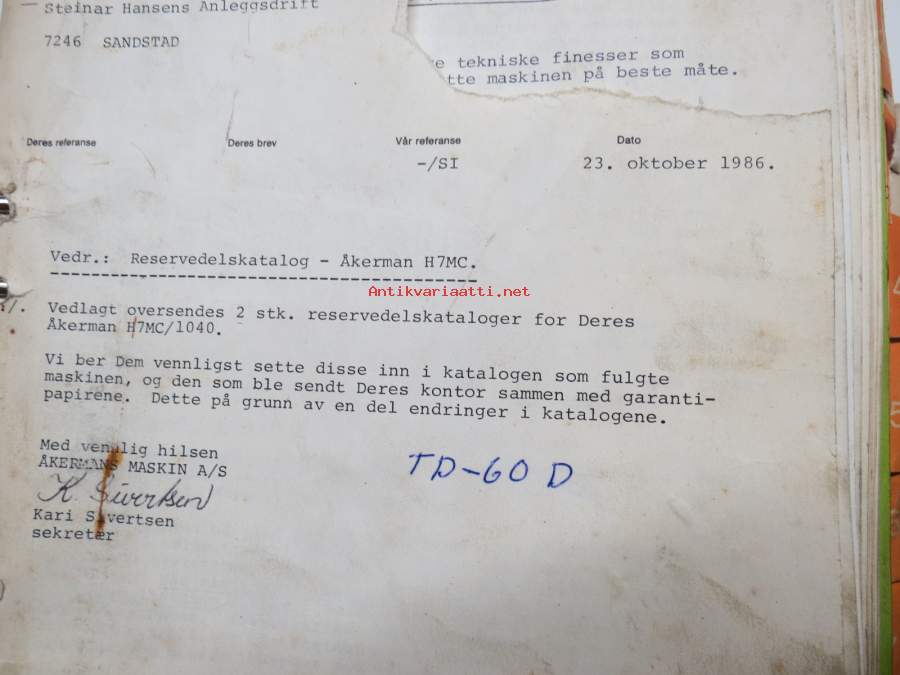 Steinar Hansens Anleggsdrift
7246 SANDSTAD
tekniske finesser som
maskinen på beste måte.
Deres referanse Deres brev Vår referanse Dato
-/SI 23. oktober 1986.
Vedr.: Reservedelskatalog - Åkerman H7MC.
Antikvariaatti.net
./. Vedlagt oversendes 2 stk. reservedelskataloger for Deres
Åkerman H7MC/1040.
Vi ber Dem vennligst sette disse inn i katalogen som fulgte
maskinen, og den som ble sendt Deres kontor sammen med garanti-
papirene. Dette på grunn av en del endringer i katalogene.
Med vennlig hilsen
ÅKERMANS MASKIN A/S
TD-60 D
K. Sivertsen
Kari Sivertsen
sekretær